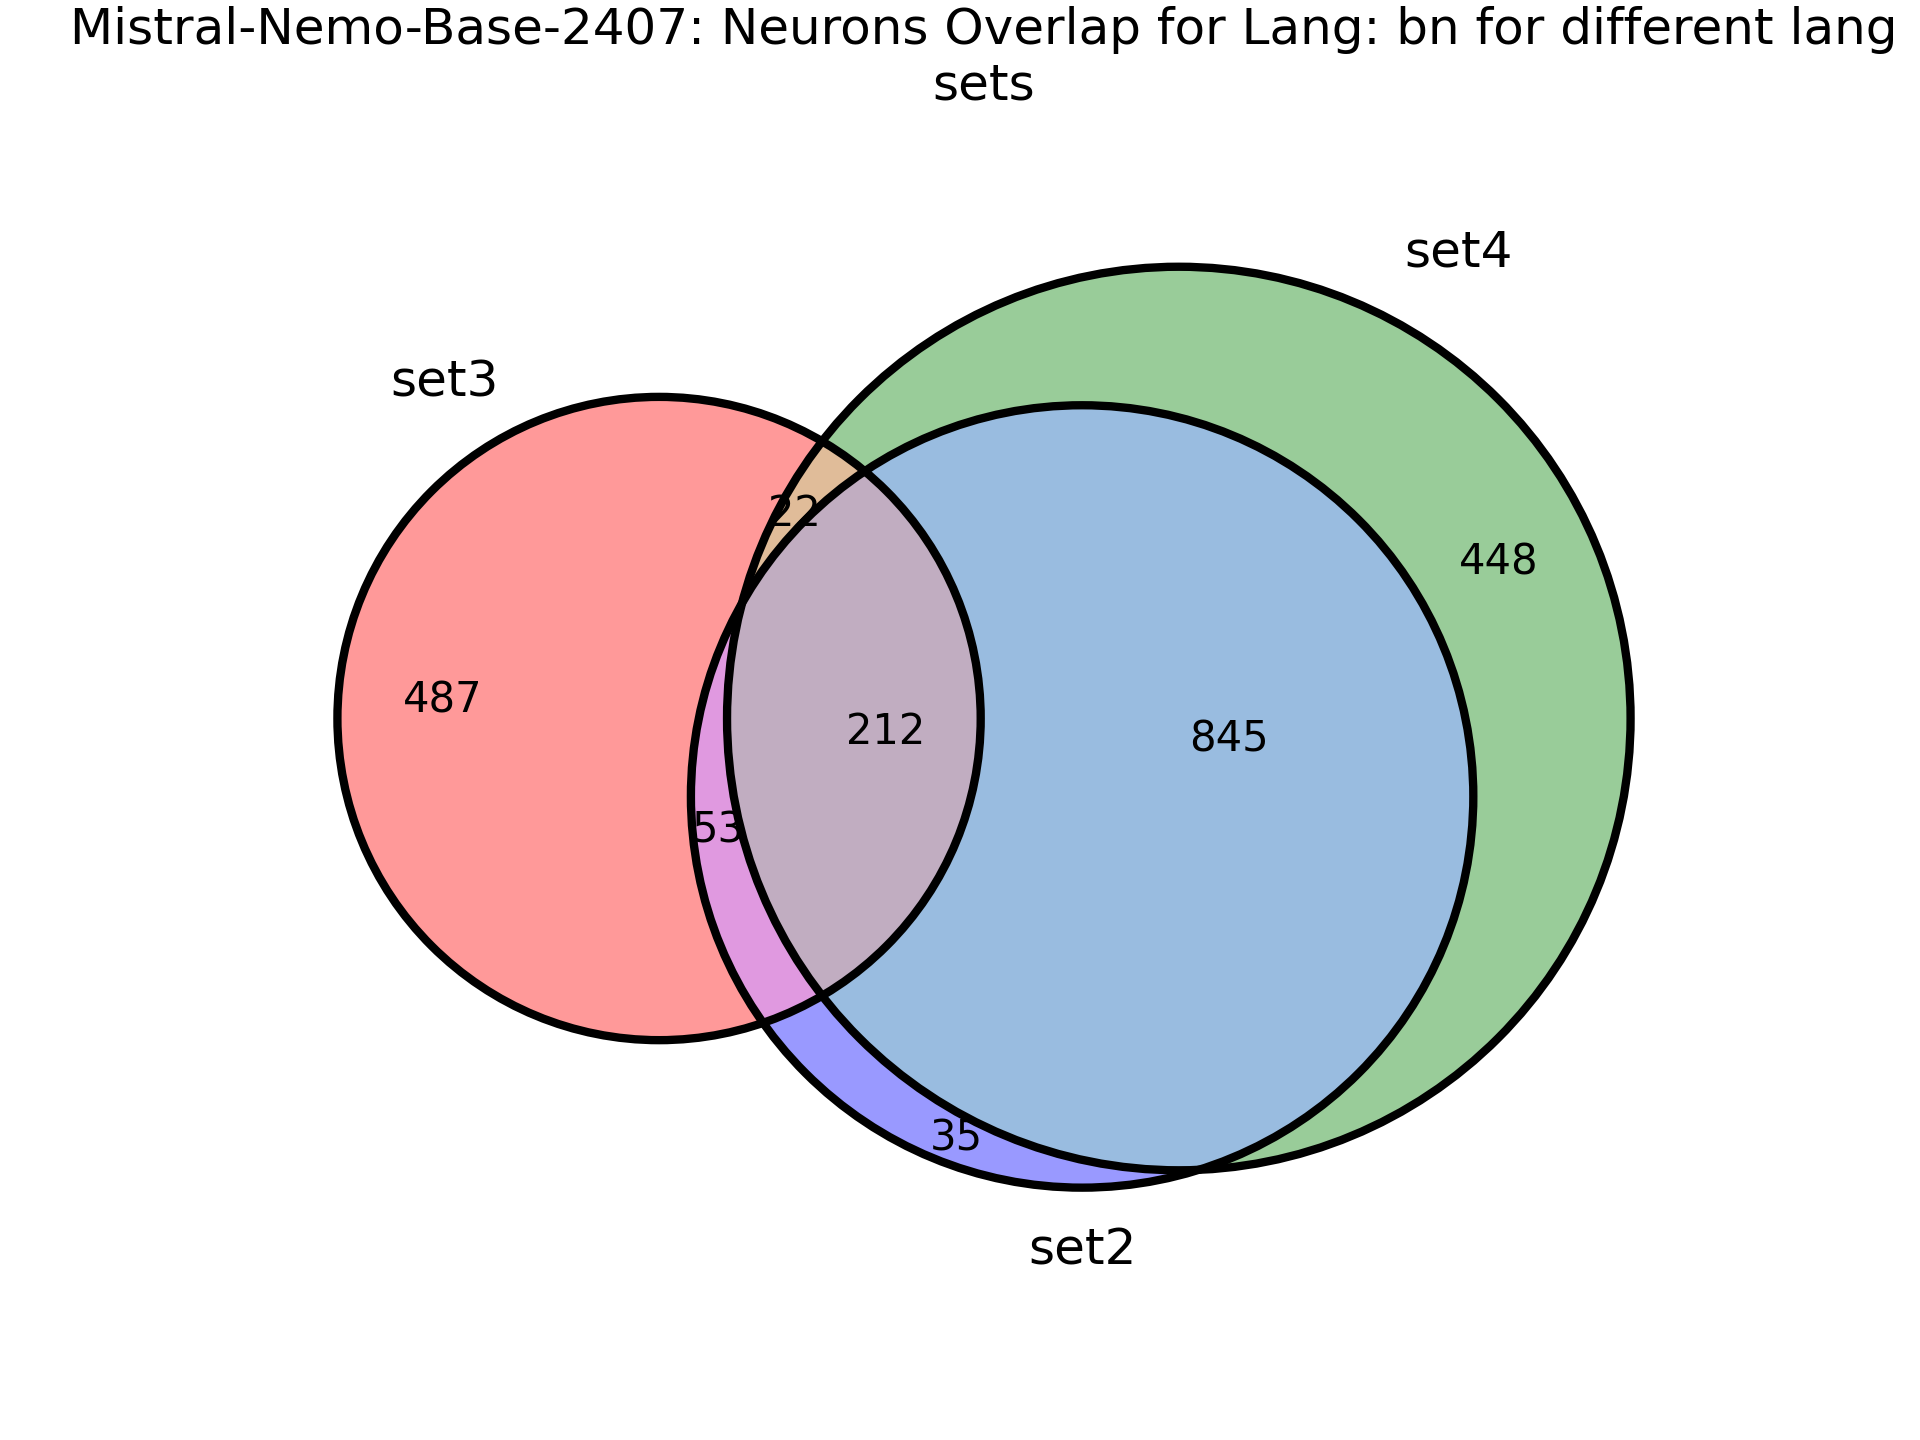 Mistral-Nemo-Base-2407: Neurons Overlap for Lang: bn for different lang
sets
set4
set3
22
448
487
212
845
53
35
set2